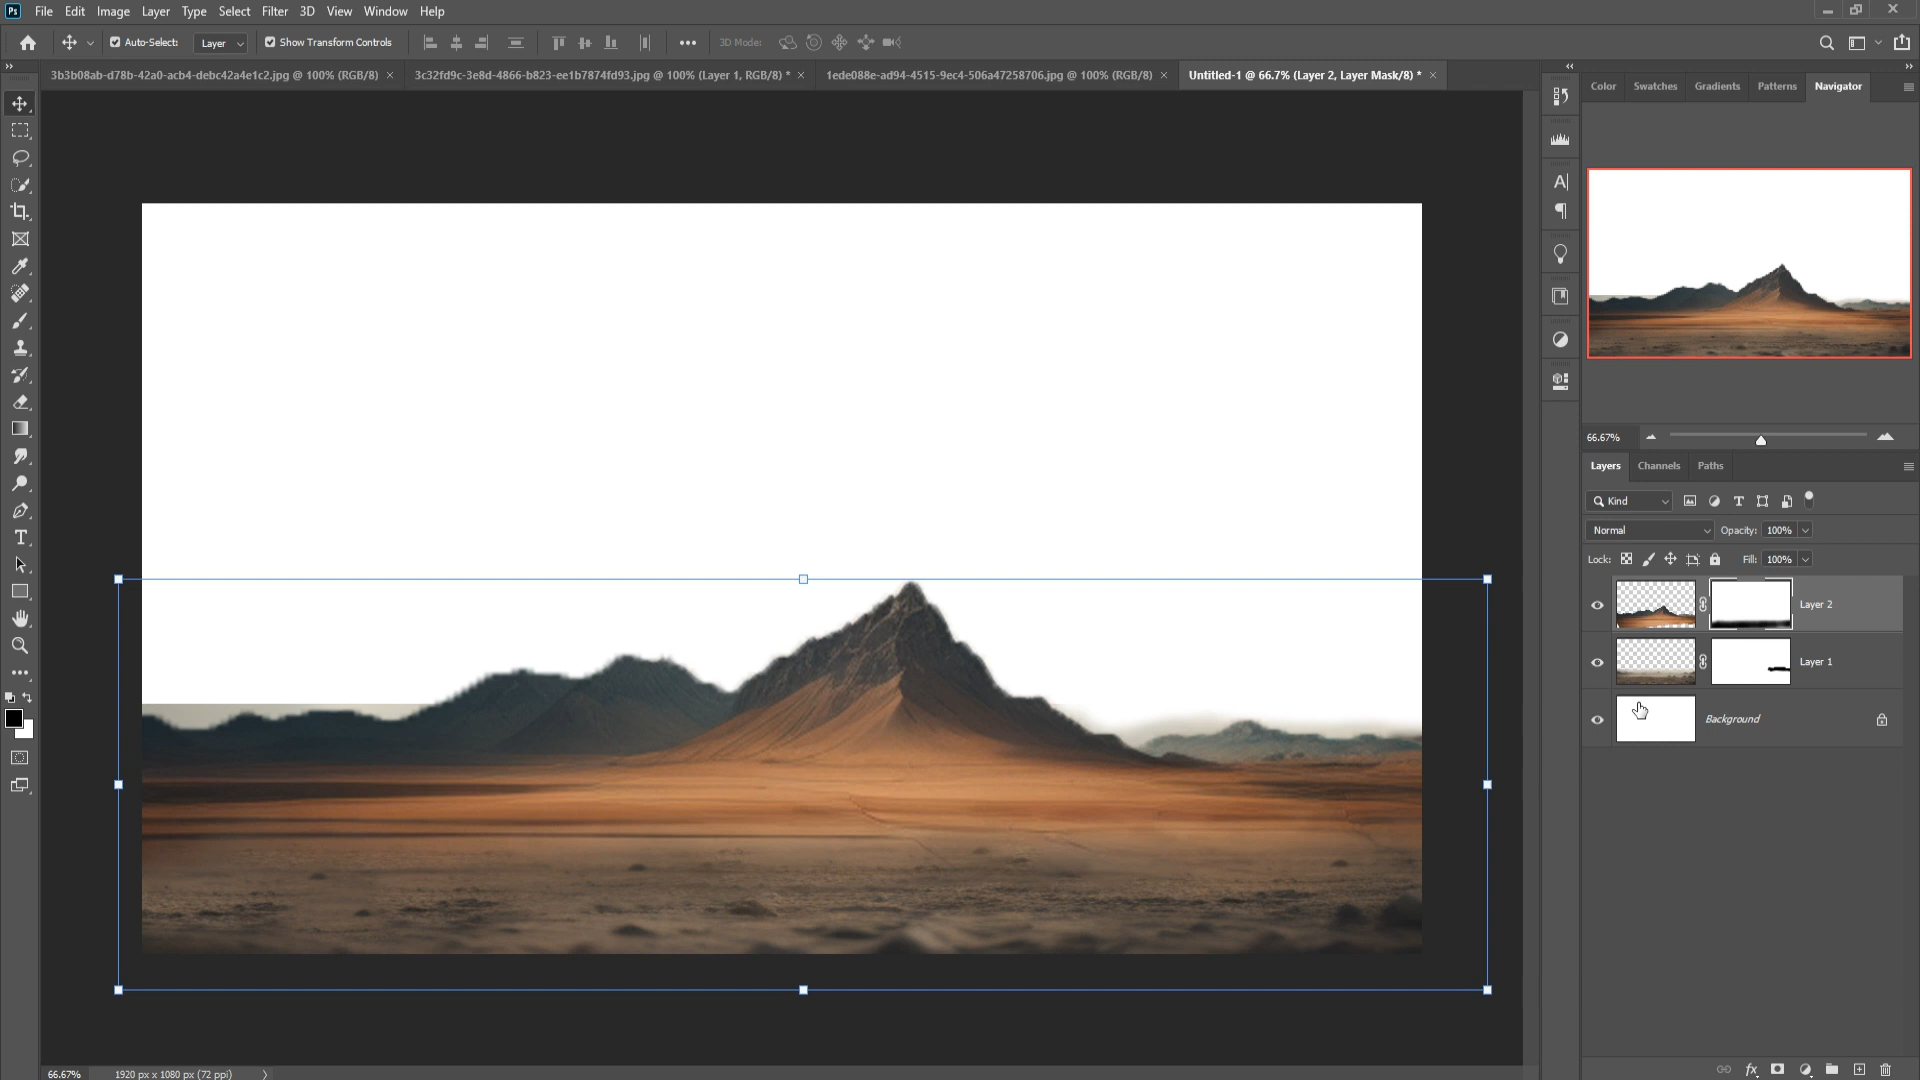 Ps File Edit Image Layer Type Select Filter 3D View Window Help
Auto-Select: Layer Show Transform Controls 3D Mode:
3b3b08ab-d78b-42a0-acb4-debc42a4e1c2.jpg @ 100% (RGB/8) × 3c32fd9c-3e8d-4866-b823-ee1b7874fd93.jpg @ 100% (Layer 1, RGB/8) * × 1ede088e-ad94-4515-9ec4-506a47258706.jpg @ 100% (RGB/8) × Untitled-1 @ 66.7% (Layer 2, Layer Mask/8) * ×
Color Swatches Gradients Patterns Navigator
66.67%
Layers Channels Paths
Kind
Normal Opacity: 100%
Lock: Fill: 100%
Layer 2
Layer 1
Background
66.67% 1920 px x 1080 px (72 ppi)